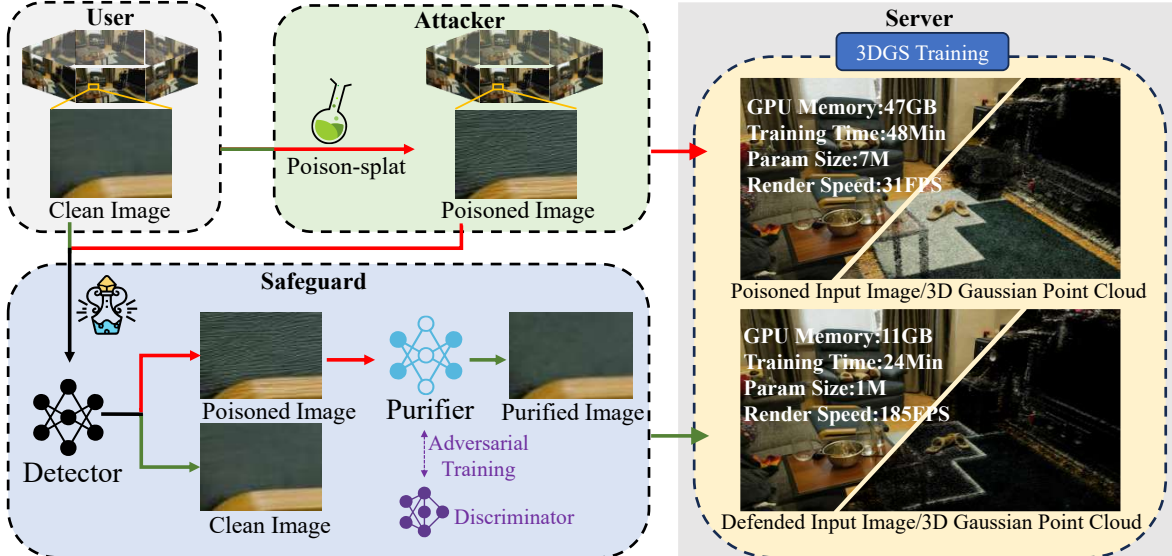 User
Clean Image
Attacker
Poison-splat
Poisoned Image
Server
3DGS Training
GPU Memory:47GB
Training Time:48Min
Param Size:7M
Render Speed:31FPS
Poisoned Input Image/3D Gaussian Point Cloud
GPU Memory:11GB
Training Time:24Min
Param Size:1M
Render Speed:185FPS
Defended Input Image/3D Gaussian Point Cloud
Safeguard
Detector
Poisoned Image
Clean Image
Purifier
Purified Image
Adversarial
Training
Discriminator